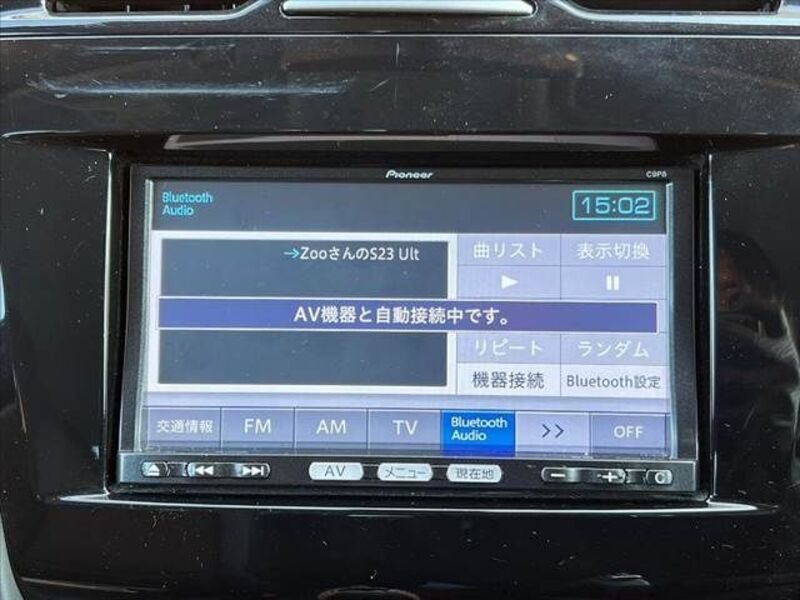 Pioneer
C9P8
Bluetooth
Audio
15:02
→ZooさんのS23 Ult
曲リスト
表示切換
AV機器と自動接続中です。
リピート
ランダム
機器接続
Bluetooth設定
交通情報
FM
AM
TV
Bluetooth
Audio
>>
OFF
AV
メニュー
現在地
C